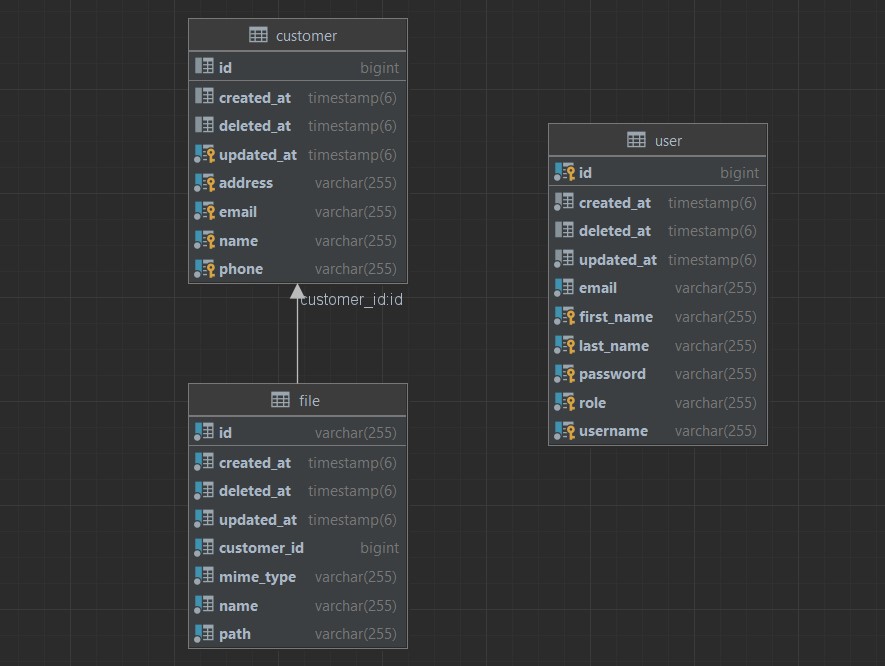 customer
id bigint
created_at timestamp(6)
deleted_at timestamp(6)
updated_at timestamp(6)
address varchar(255)
email varchar(255)
name varchar(255)
phone varchar(255)
customer_id:id
file
id varchar(255)
created_at timestamp(6)
deleted_at timestamp(6)
updated_at timestamp(6)
customer_id bigint
mime_type varchar(255)
name varchar(255)
path varchar(255)
user
id bigint
created_at timestamp(6)
deleted_at timestamp(6)
updated_at timestamp(6)
email varchar(255)
first_name varchar(255)
last_name varchar(255)
password varchar(255)
role varchar(255)
username varchar(255)